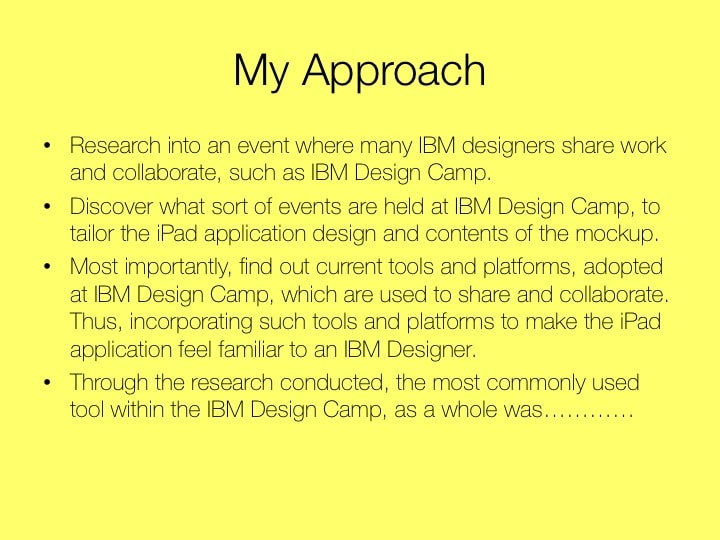 My Approach
• Research into an event where many IBM designers share work
and collaborate, such as IBM Design Camp.
• Discover what sort of events are held at IBM Design Camp, to
tailor the iPad application design and contents of the mockup.
• Most importantly, find out current tools and platforms, adopted
at IBM Design Camp, which are used to share and collaborate.
Thus, incorporating such tools and platforms to make the iPad
application feel familiar to an IBM Designer.
• Through the research conducted, the most commonly used
tool within the IBM Design Camp, as a whole was…………